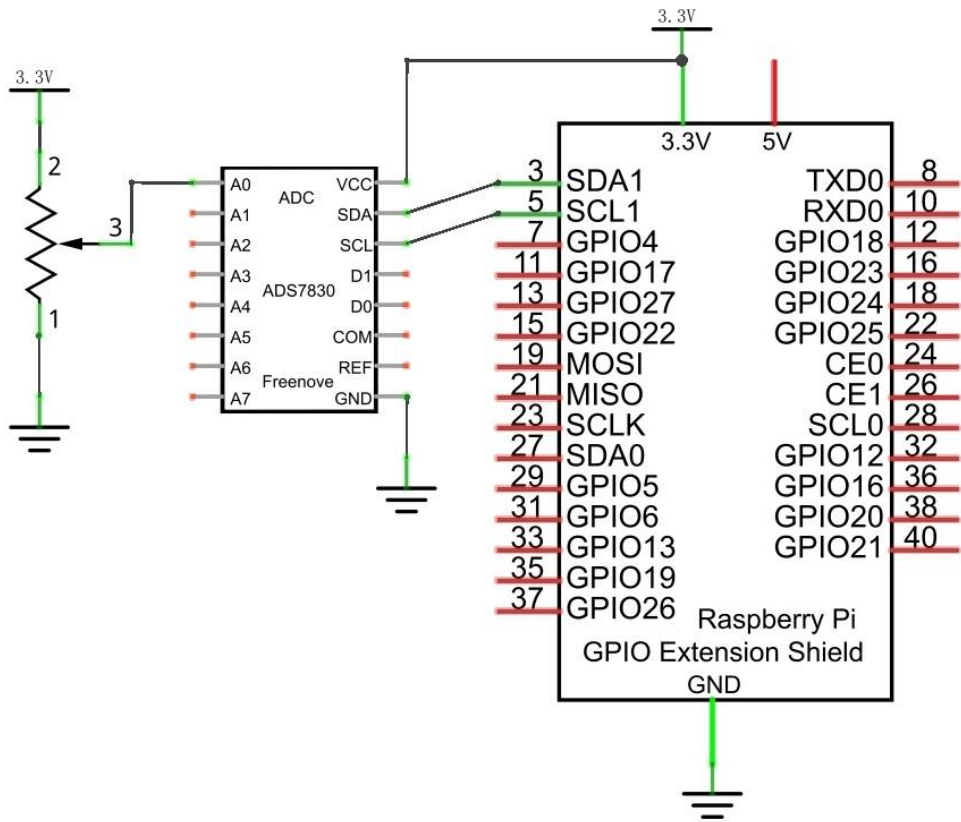 3.3V
3.3V
2
3
1
A0
A1
A2
A3
A4
A5
A6
A7
ADC
ADS7830
Freenove
VCC
SDA
SCL
D1
D0
COM
REF
GND
3.3V 5V
3 SDA1 TXD0 8
5 SCL1 RXD0 10
7 GPIO4 GPIO18 12
11 GPIO17 GPIO23 16
13 GPIO27 GPIO24 18
15 GPIO22 GPIO25 22
19 MOSI CE0 24
21 MISO CE1 26
23 SCLK SCL0 28
27 SDA0 GPIO12 32
29 GPIO5 GPIO16 36
31 GPIO6 GPIO20 38
33 GPIO13 GPIO21 40
35 GPIO19
37 GPIO26
Raspberry Pi
GPIO Extension Shield
GND